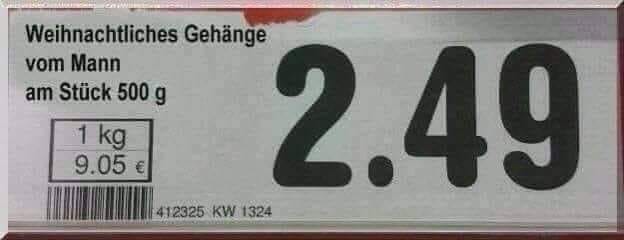 Weihnachtliches Gehänge
vom Mann
am Stück 500 g
2.49
1 kg
9.05 €
412325 KW 1324